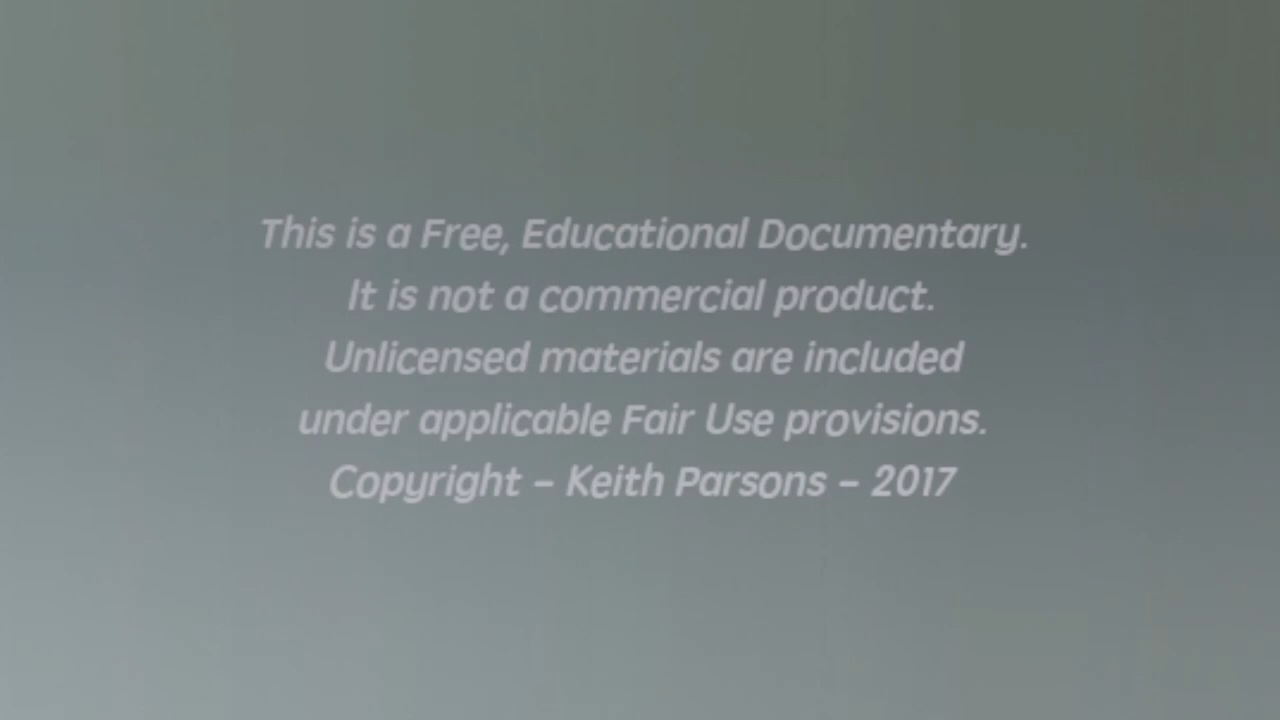 This is a Free, Educational Documentary.
It is not a commercial product.
Unlicensed materials are included
under applicable Fair Use provisions.
Copyright – Keith Parsons – 2017